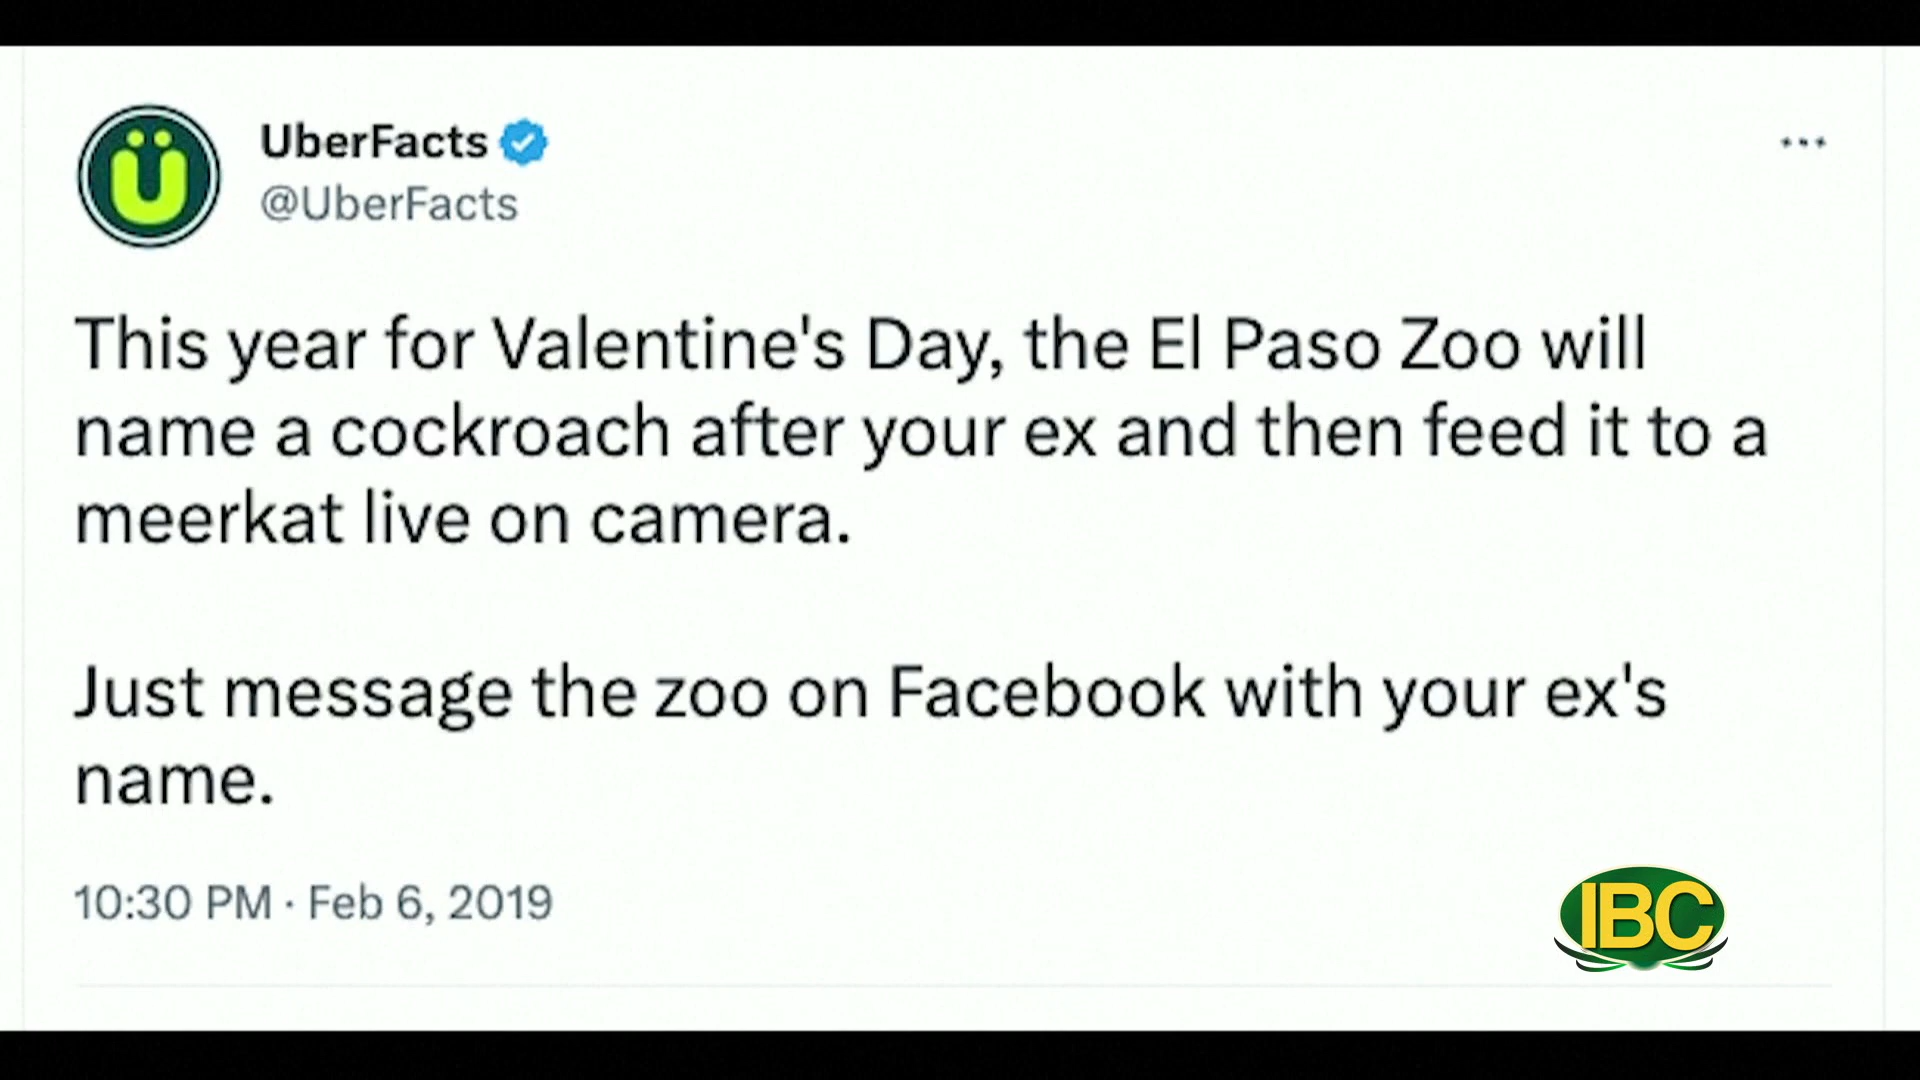 Ü
UberFacts
@UberFacts
This year for Valentine's Day, the El Paso Zoo will
name a cockroach after your ex and then feed it to a
meerkat live on camera.
Just message the zoo on Facebook with your ex's
name.
10:30 PM · Feb 6, 2019
IBC